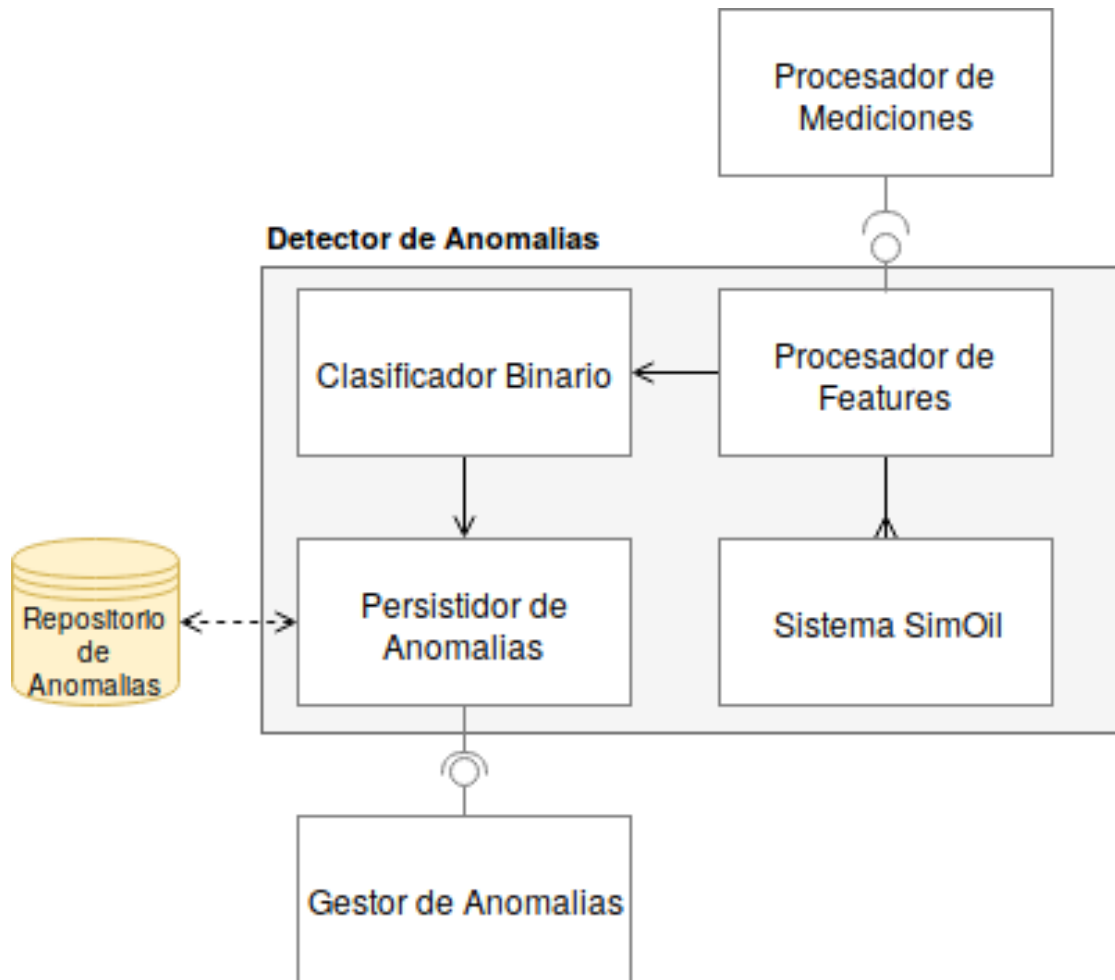 Procesador de
Mediciones
Detector de Anomalias
Clasificador Binario
Procesador de
Features
Repositorio
de
Anomalias
Persistidor de
Anomalias
Sistema SimOil
Gestor de Anomalias